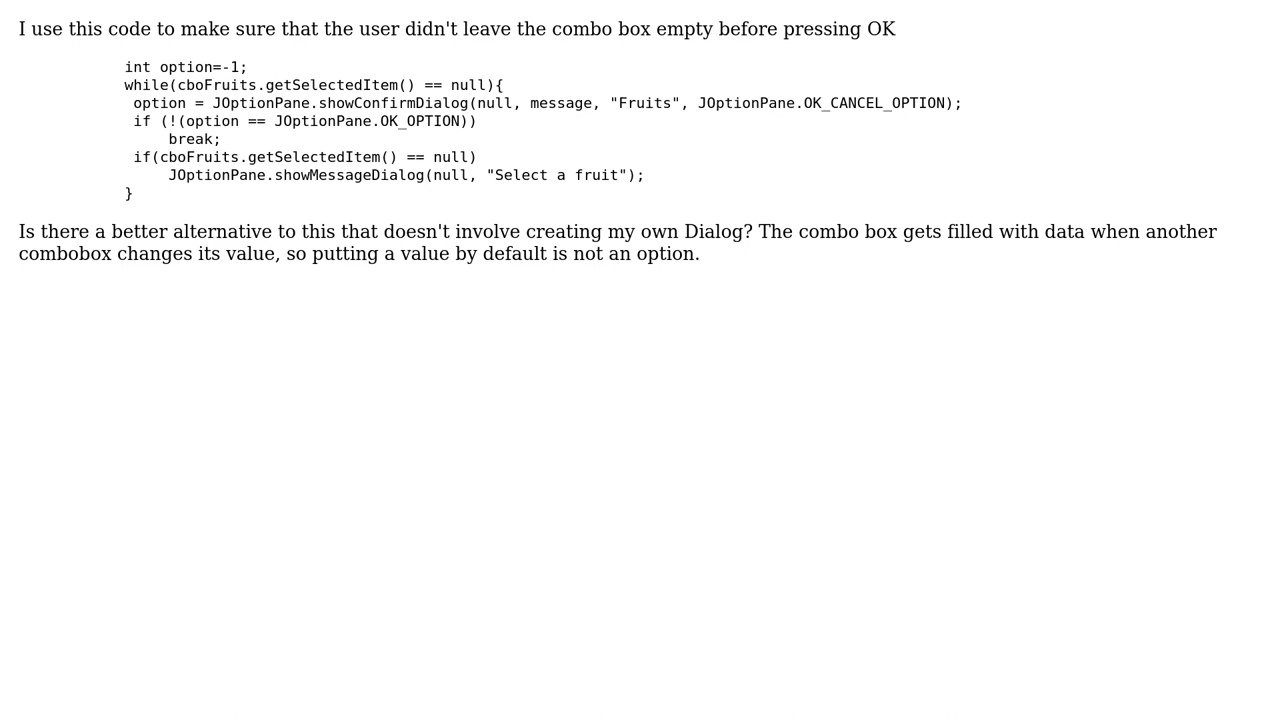 I use this code to make sure that the user didn't leave the combo box empty before pressing OK
int option=-1;
while(cboFruits.getSelectedItem() == null){
 option = JOptionPane.showConfirmDialog(null, message, "Fruits", JOptionPane.OK_CANCEL_OPTION);
 if (!(option == JOptionPane.OK_OPTION))
     break;
 if(cboFruits.getSelectedItem() == null)
     JOptionPane.showMessageDialog(null, "Select a fruit");
}
Is there a better alternative to this that doesn't involve creating my own Dialog? The combo box gets filled with data when another
combobox changes its value, so putting a value by default is not an option.